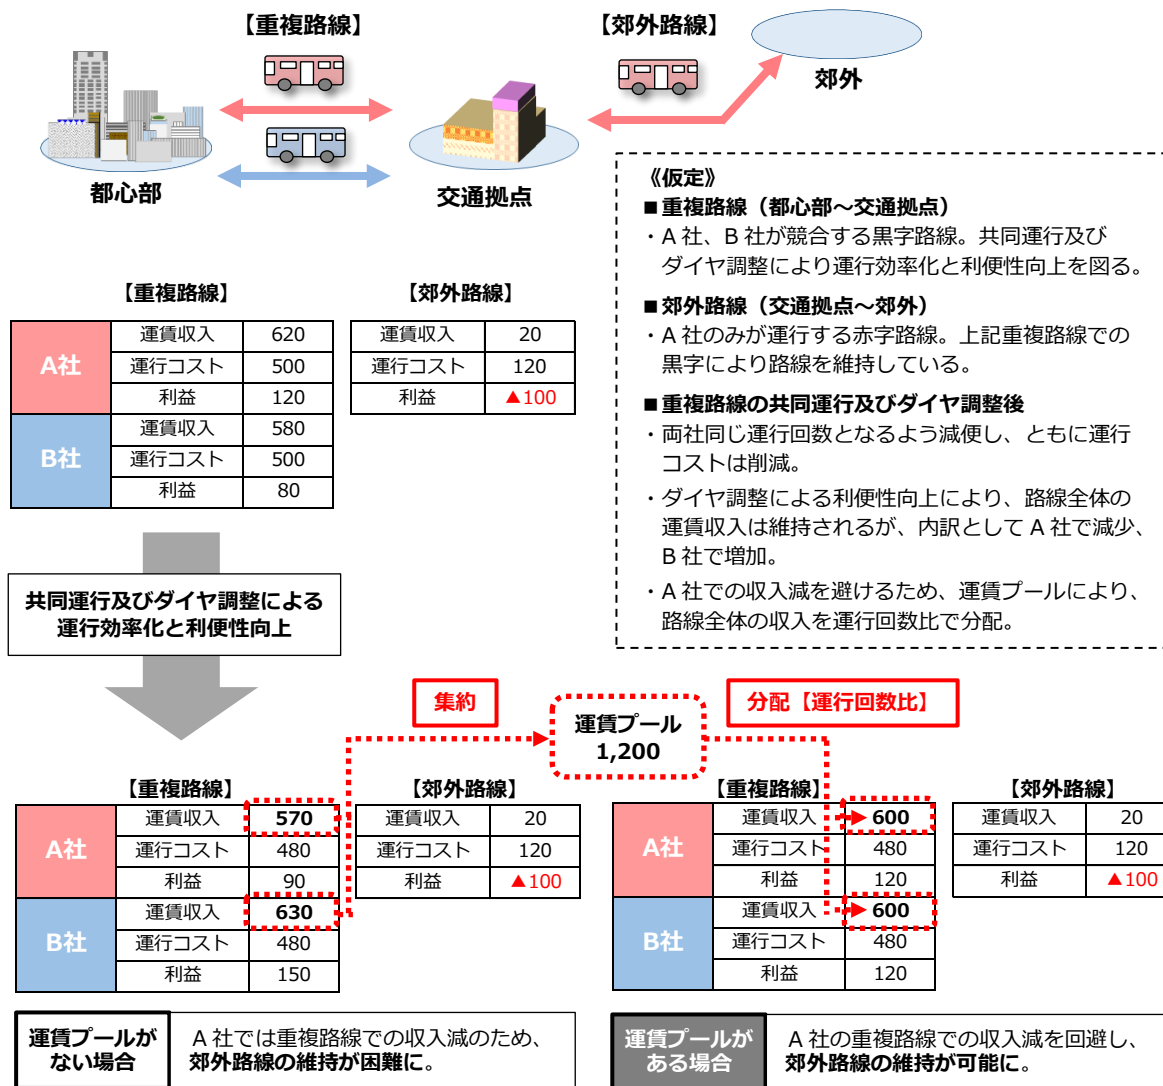 【重複路線】
【郊外路線】
都心部
交通拠点
郊外
《仮定》
■重複路線（都心部～交通拠点）
・A 社、B 社が競合する黒字路線。共同運行及び
ダイヤ調整により運行効率化と利便性向上を図る。
■郊外路線（交通拠点～郊外）
・A 社のみが運行する赤字路線。上記重複路線での
黒字により路線を維持している。
■重複路線の共同運行及びダイヤ調整後
・両社同じ運行回数となるよう減便し、ともに運行
コストは削減。
・ダイヤ調整による利便性向上により、路線全体の
運賃収入は維持されるが、内訳として A 社で減少、
B 社で増加。
・A 社での収入減を避けるため、運賃プールにより、
路線全体の収入を運行回数比で分配。
【重複路線】
A社
運賃収入 620
運行コスト 500
利益 120
B社
運賃収入 580
運行コスト 500
利益 80
【郊外路線】
運賃収入 20
運行コスト 120
利益 ▲100
共同運行及びダイヤ調整による
運行効率化と利便性向上
集約
運賃プール
1,200
分配【運行回数比】
【重複路線】
A社
運賃収入 570
運行コスト 480
利益 90
B社
運賃収入 630
運行コスト 480
利益 150
【郊外路線】
運賃収入 20
運行コスト 120
利益 ▲100
【重複路線】
A社
運賃収入 600
運行コスト 480
利益 120
B社
運賃収入 600
運行コスト 480
利益 120
【郊外路線】
運賃収入 20
運行コスト 120
利益 ▲100
運賃プールが
ない場合
A 社では重複路線での収入減のため、
郊外路線の維持が困難に。
運賃プールが
ある場合
A 社の重複路線での収入減を回避し、
郊外路線の維持が可能に。